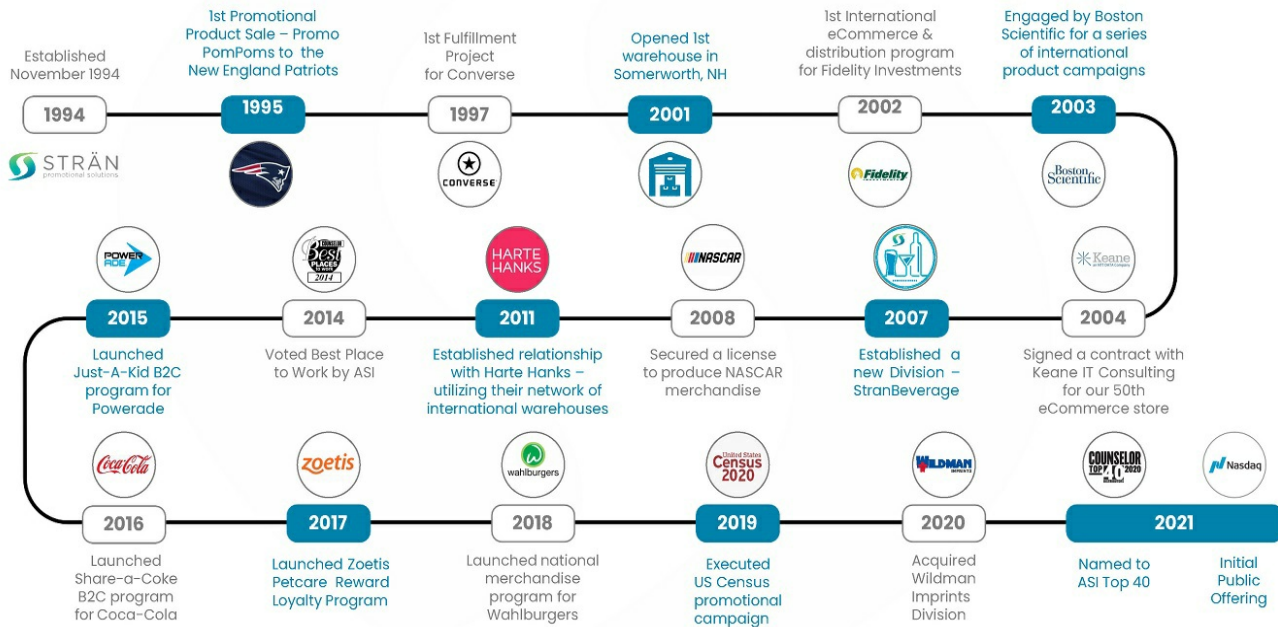 Established
November 1994
1994
STRÄN
promotional solutions
1st Promotional
Product Sale – Promo
PomPoms to the
New England Patriots
1995
1st Fulfillment
Project
for Converse
1997
CONVERSE
Opened 1st
warehouse in
Somerworth, NH
2001
1st International
eCommerce &
distribution program
for Fidelity Investments
2002
Fidelity
INVESTMENTS
Engaged by Boston
Scientific for a series
of international
product campaigns
2003
Boston
Scientific
Keane
2004
Signed a contract with
Keane IT Consulting
for our 50th
eCommerce store
2007
Established a
new Division –
StranBeverage
NASCAR
2008
Secured a license
to produce NASCAR
merchandise
HARTE
HANKS
2011
Established relationship
with Harte Hanks –
utilizing their network of
international warehouses
Best
PLACES
TO WORK
2014
2014
Voted Best Place
to Work by ASI
POWER
ADE
2015
Launched
Just-A-Kid B2C
program for
Powerade
Coca-Cola
2016
Launched
Share-a-Coke
B2C program
for Coca-Cola
zoetis
2017
Launched Zoetis
Petcare Reward
Loyalty Program
wahlburgers
2018
Launched national
merchandise
program for
Wahlburgers
United States
Census
2020
2019
Executed
US Census
promotional
campaign
WILDMAN
IMPRINTS
2020
Acquired
Wildman
Imprints
Division
COUNSELOR
TOP 40 2020
Nasdaq
2021
Named to
ASI Top 40
Initial
Public
Offering